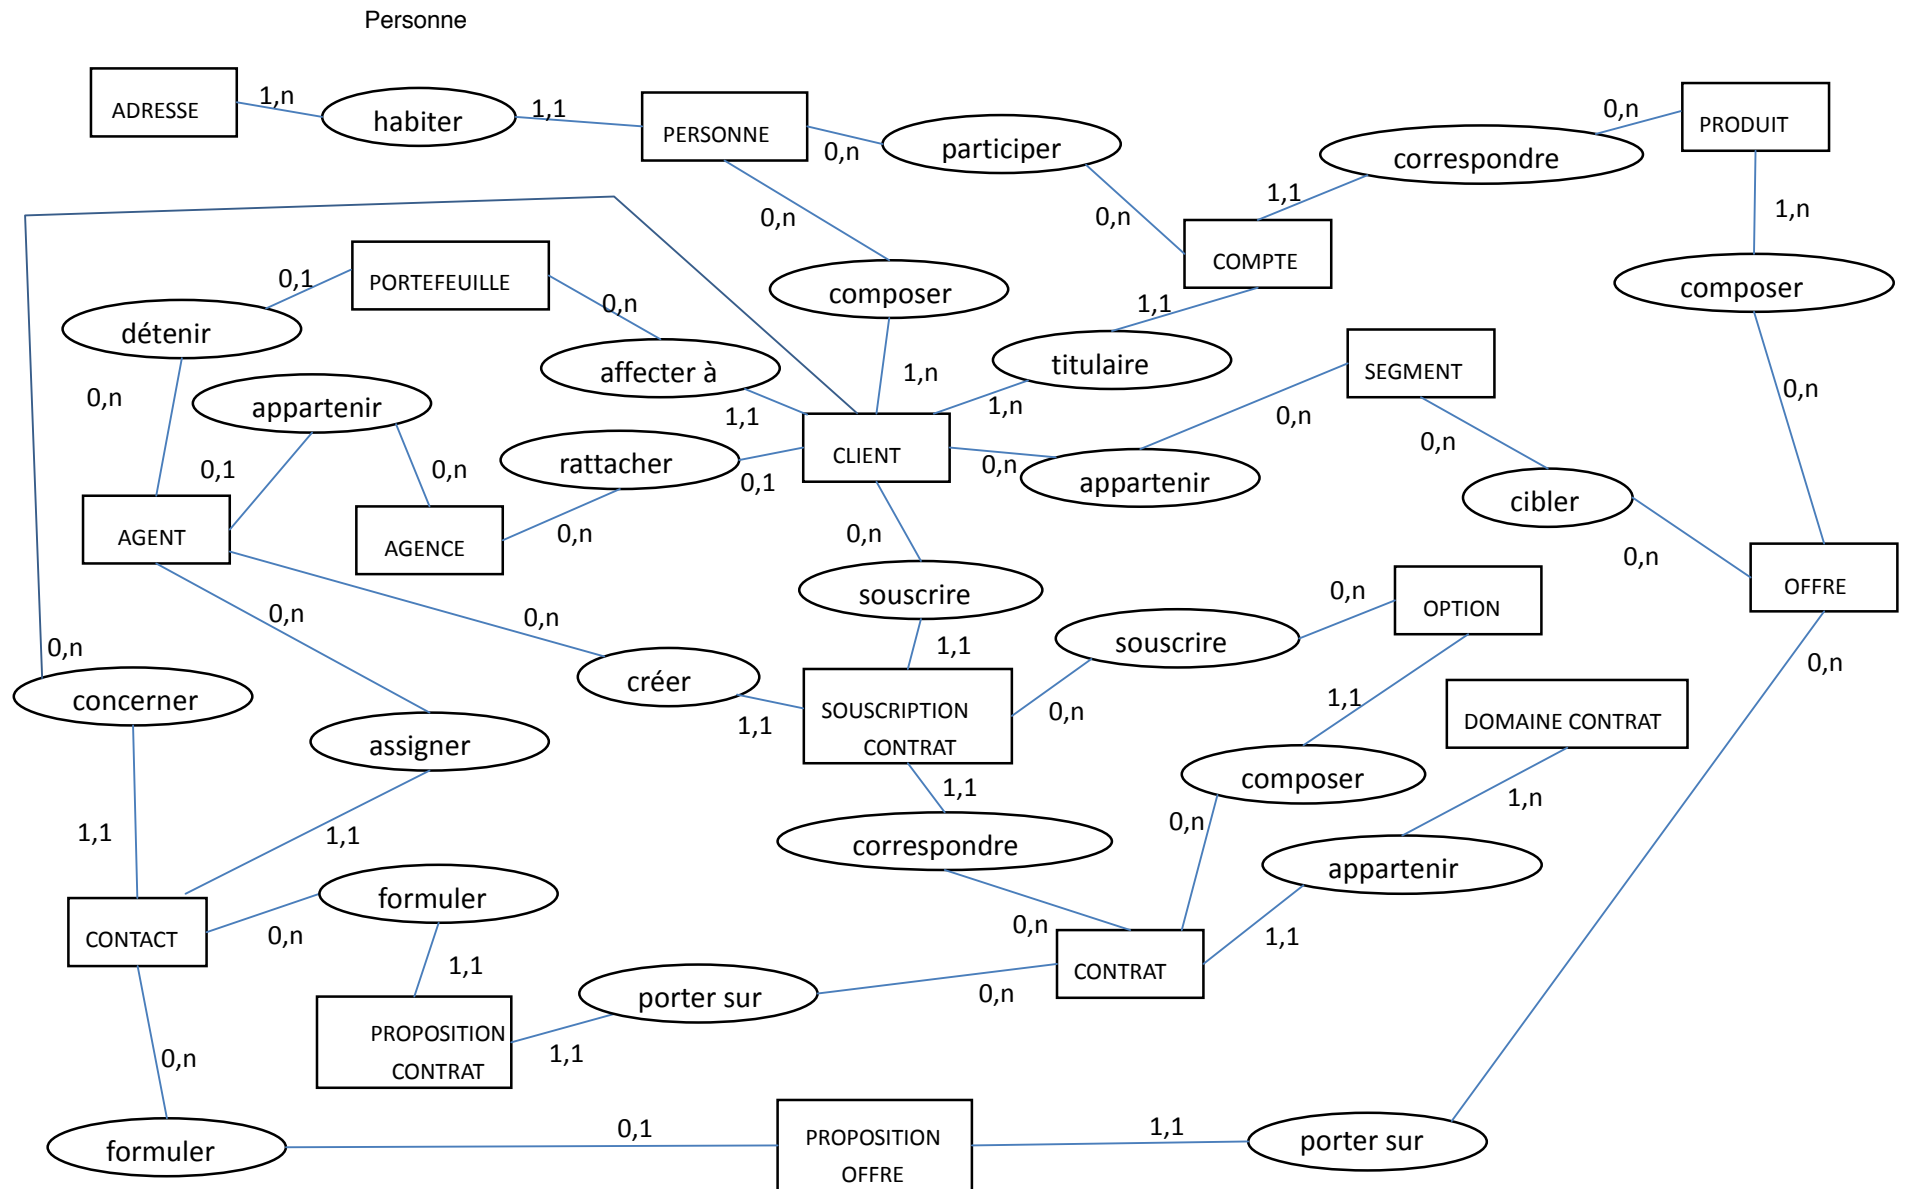 Personne
ADRESSE
1,n
habiter
1,1
PERSONNE
0,n
participer
0,n
correspondre
0,n
PRODUIT
1,1
1,n
0,n
COMPTE
composer
PORTEFEUILLE
0,1
0,n
détenir
composer
1,1
titulaire
SEGMENT
affecter à
1,n
1,n
0,n
0,n
appartenir
1,1
0,n
0,n
rattacher
0,1
CLIENT
0,n
appartenir
cibler
0,1
0,n
AGENT
AGENCE
0,n
0,n
0,n
OFFRE
souscrire
0,n
OPTION
0,n
0,n
souscrire
0,n
1,1
0,n
concerner
créer
1,1
SOUSCRIPTION
CONTRAT
0,n
1,1
DOMAINE CONTRAT
assigner
composer
1,1
1,n
1,1
1,1
0,n
correspondre
appartenir
formuler
CONTACT
0,n
0,n
1,1
1,1
CONTRAT
porter sur
0,n
PROPOSITION
CONTRAT
1,1
0,n
formuler
0,1
PROPOSITION
OFFRE
1,1
porter sur